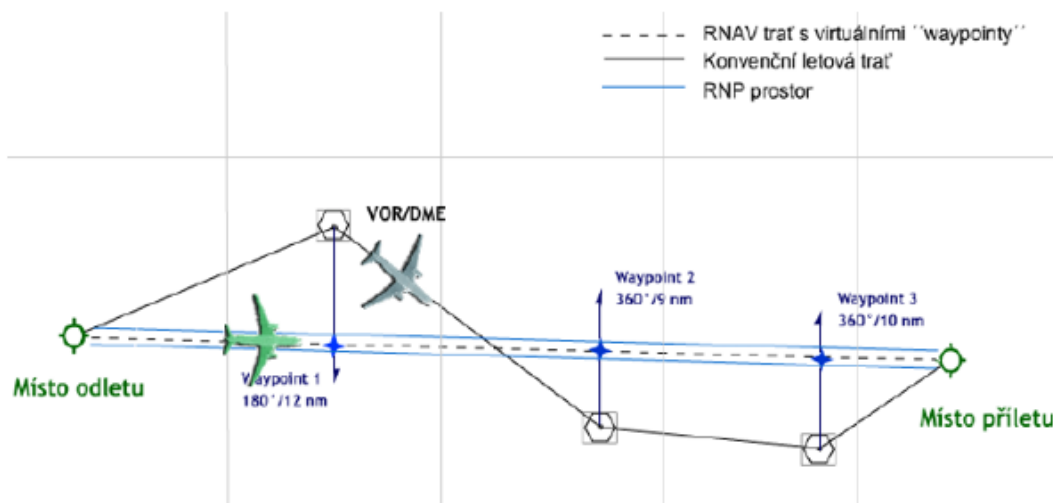 RNAV trať s virtuálními ´´waypointy´´
Konvenční letová trať
RNP prostor
VOR/DME
Waypoint 2
360°/9 nm
Waypoint 3
360°/10 nm
Místo odletu
Waypoint 1
180°/12 nm
Místo příletu